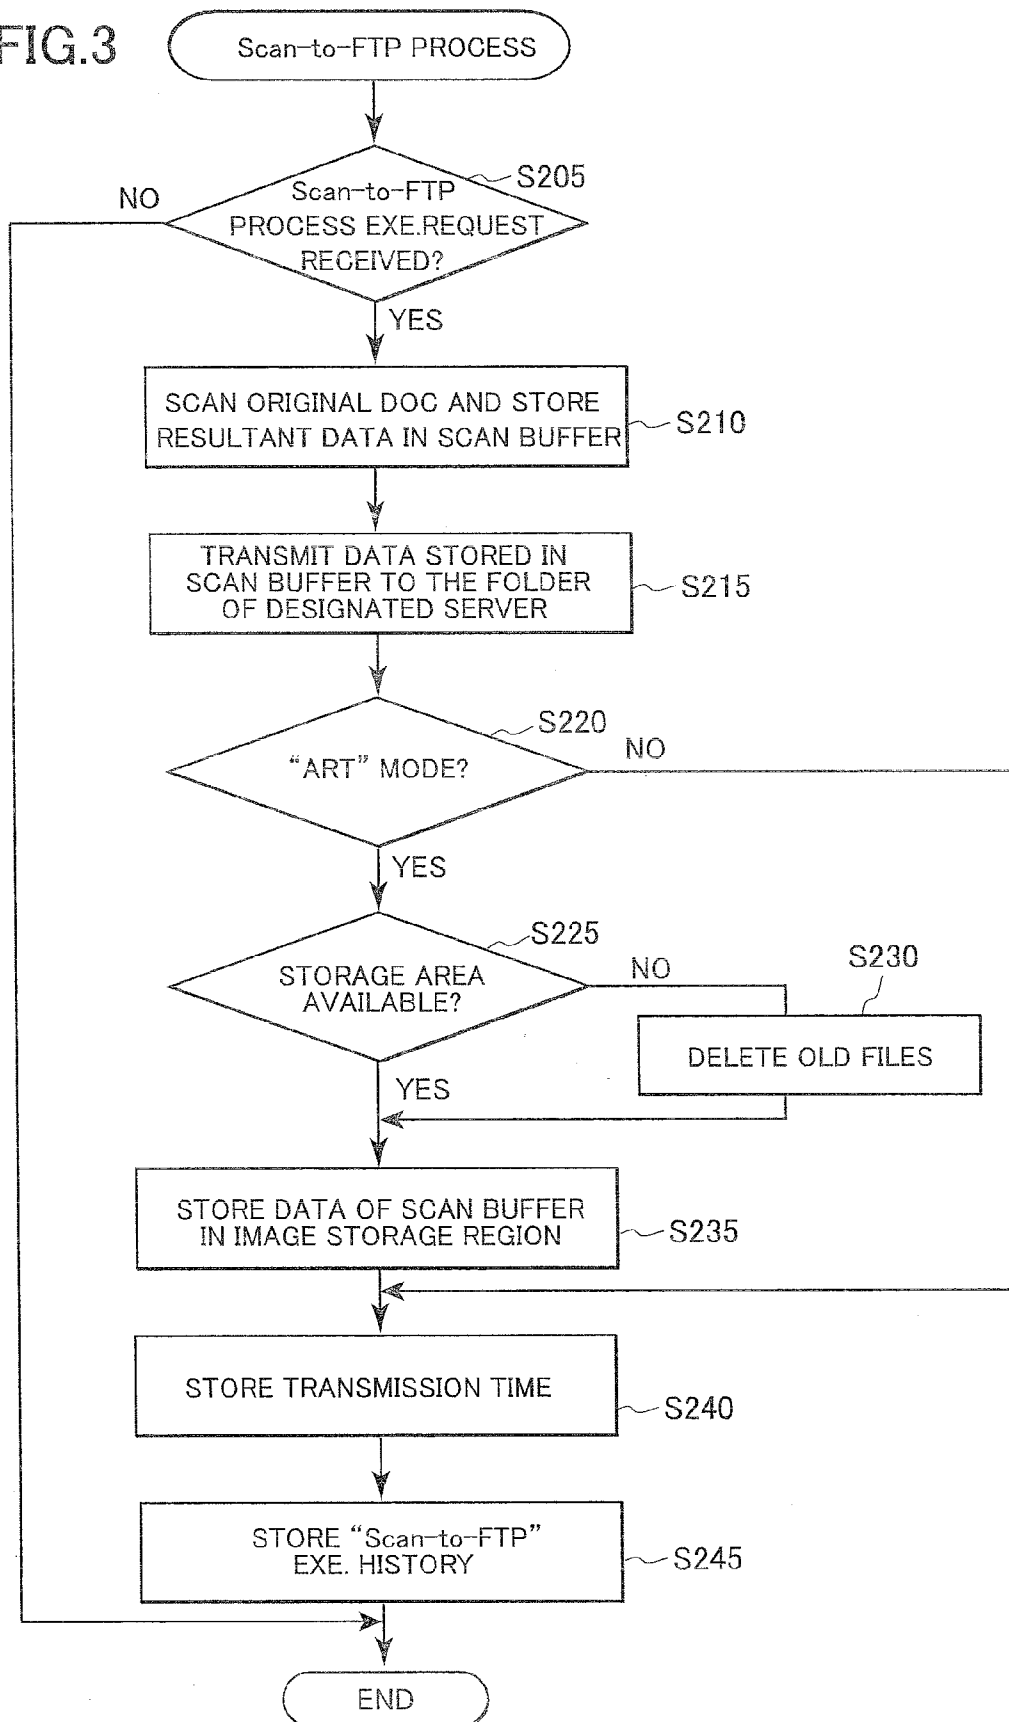 FIG.3
Scan-to-FTP PROCESS
S205
NO
Scan-to-FTP
PROCESS EXE.REQUEST
RECEIVED?
YES
SCAN ORIGINAL DOC AND STORE
RESULTANT DATA IN SCAN BUFFER
S210
TRANSMIT DATA STORED IN
SCAN BUFFER TO THE FOLDER
OF DESIGNATED SERVER
S215
S220
NO
“ART” MODE?
YES
S225
STORAGE AREA
AVAILABLE?
NO
S230
DELETE OLD FILES
YES
STORE DATA OF SCAN BUFFER
IN IMAGE STORAGE REGION
S235
STORE TRANSMISSION TIME
S240
STORE “Scan-to-FTP”
EXE. HISTORY
S245
END